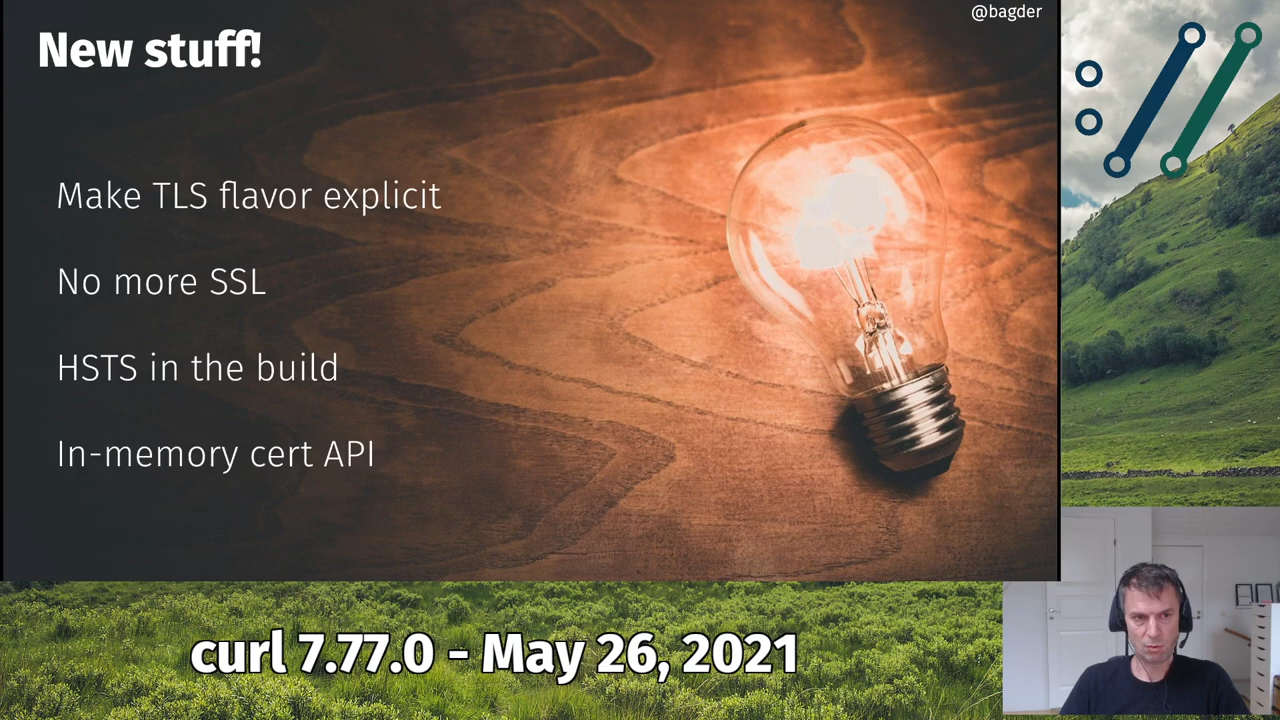 @bagder
New stuff!
Make TLS flavor explicit
No more SSL
HSTS in the build
In-memory cert API
curl 7.77.0 - May 26, 2021